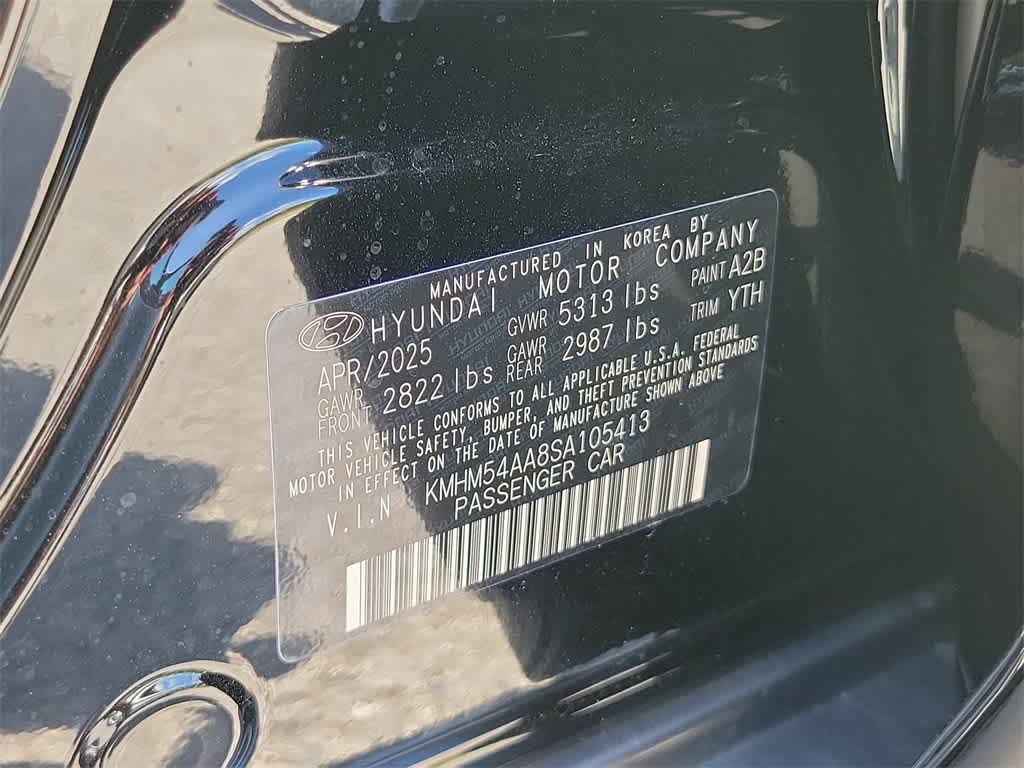 MANUFACTURED IN KOREA BY
HYUNDAI MOTOR COMPANY
APR/2025 GVWR 5313 lbs PAINT A2B
GAWR FRONT 2822 lbs GAWR REAR 2987 lbs TRIM YTH
THIS VEHICLE CONFORMS TO ALL APPLICABLE U.S.A. FEDERAL
MOTOR VEHICLE SAFETY, BUMPER, AND THEFT PREVENTION STANDARDS
IN EFFECT ON THE DATE OF MANUFACTURE SHOWN ABOVE
V.I.N KMHM54AA8SA105413
PASSENGER CAR